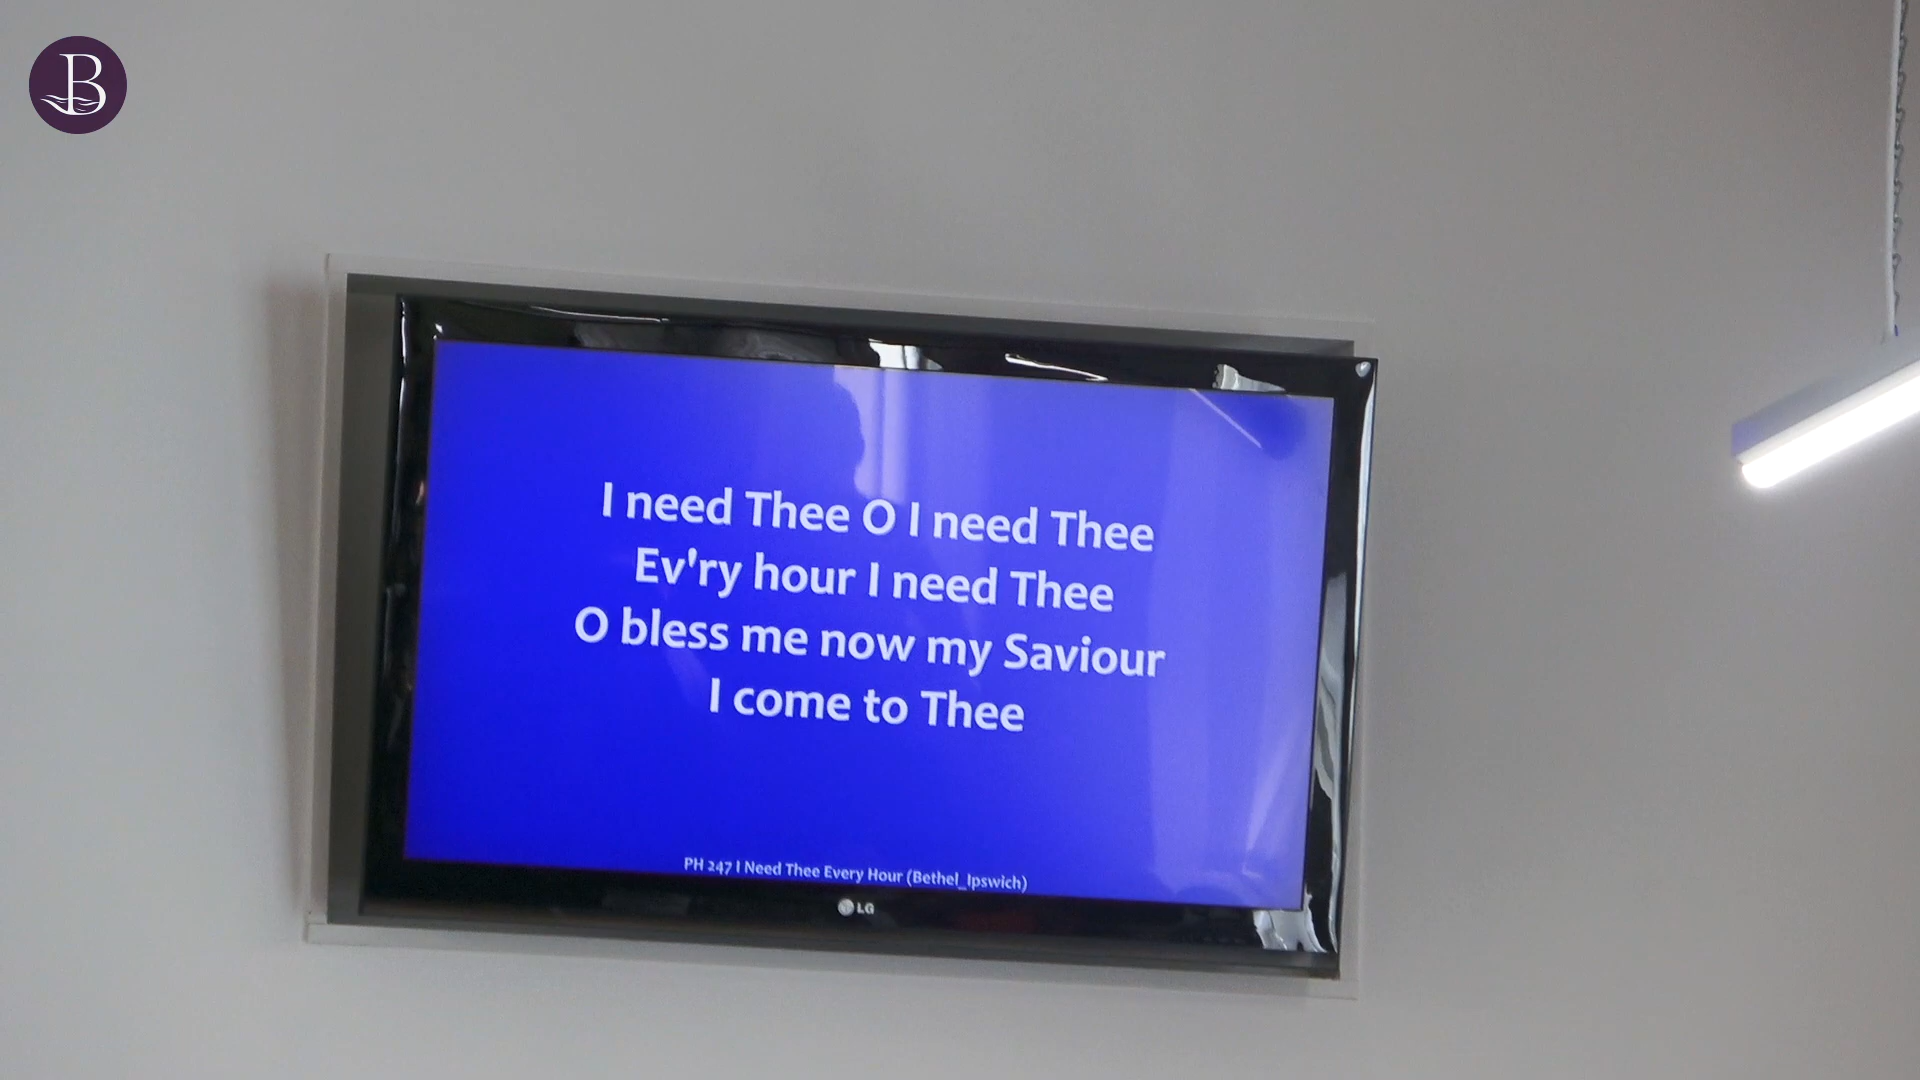 B
I need Thee O I need Thee
Ev'ry hour I need Thee
O bless me now my Saviour
I come to Thee
PH 247 I Need Thee Every Hour (Bethel_Ipswich)
LG